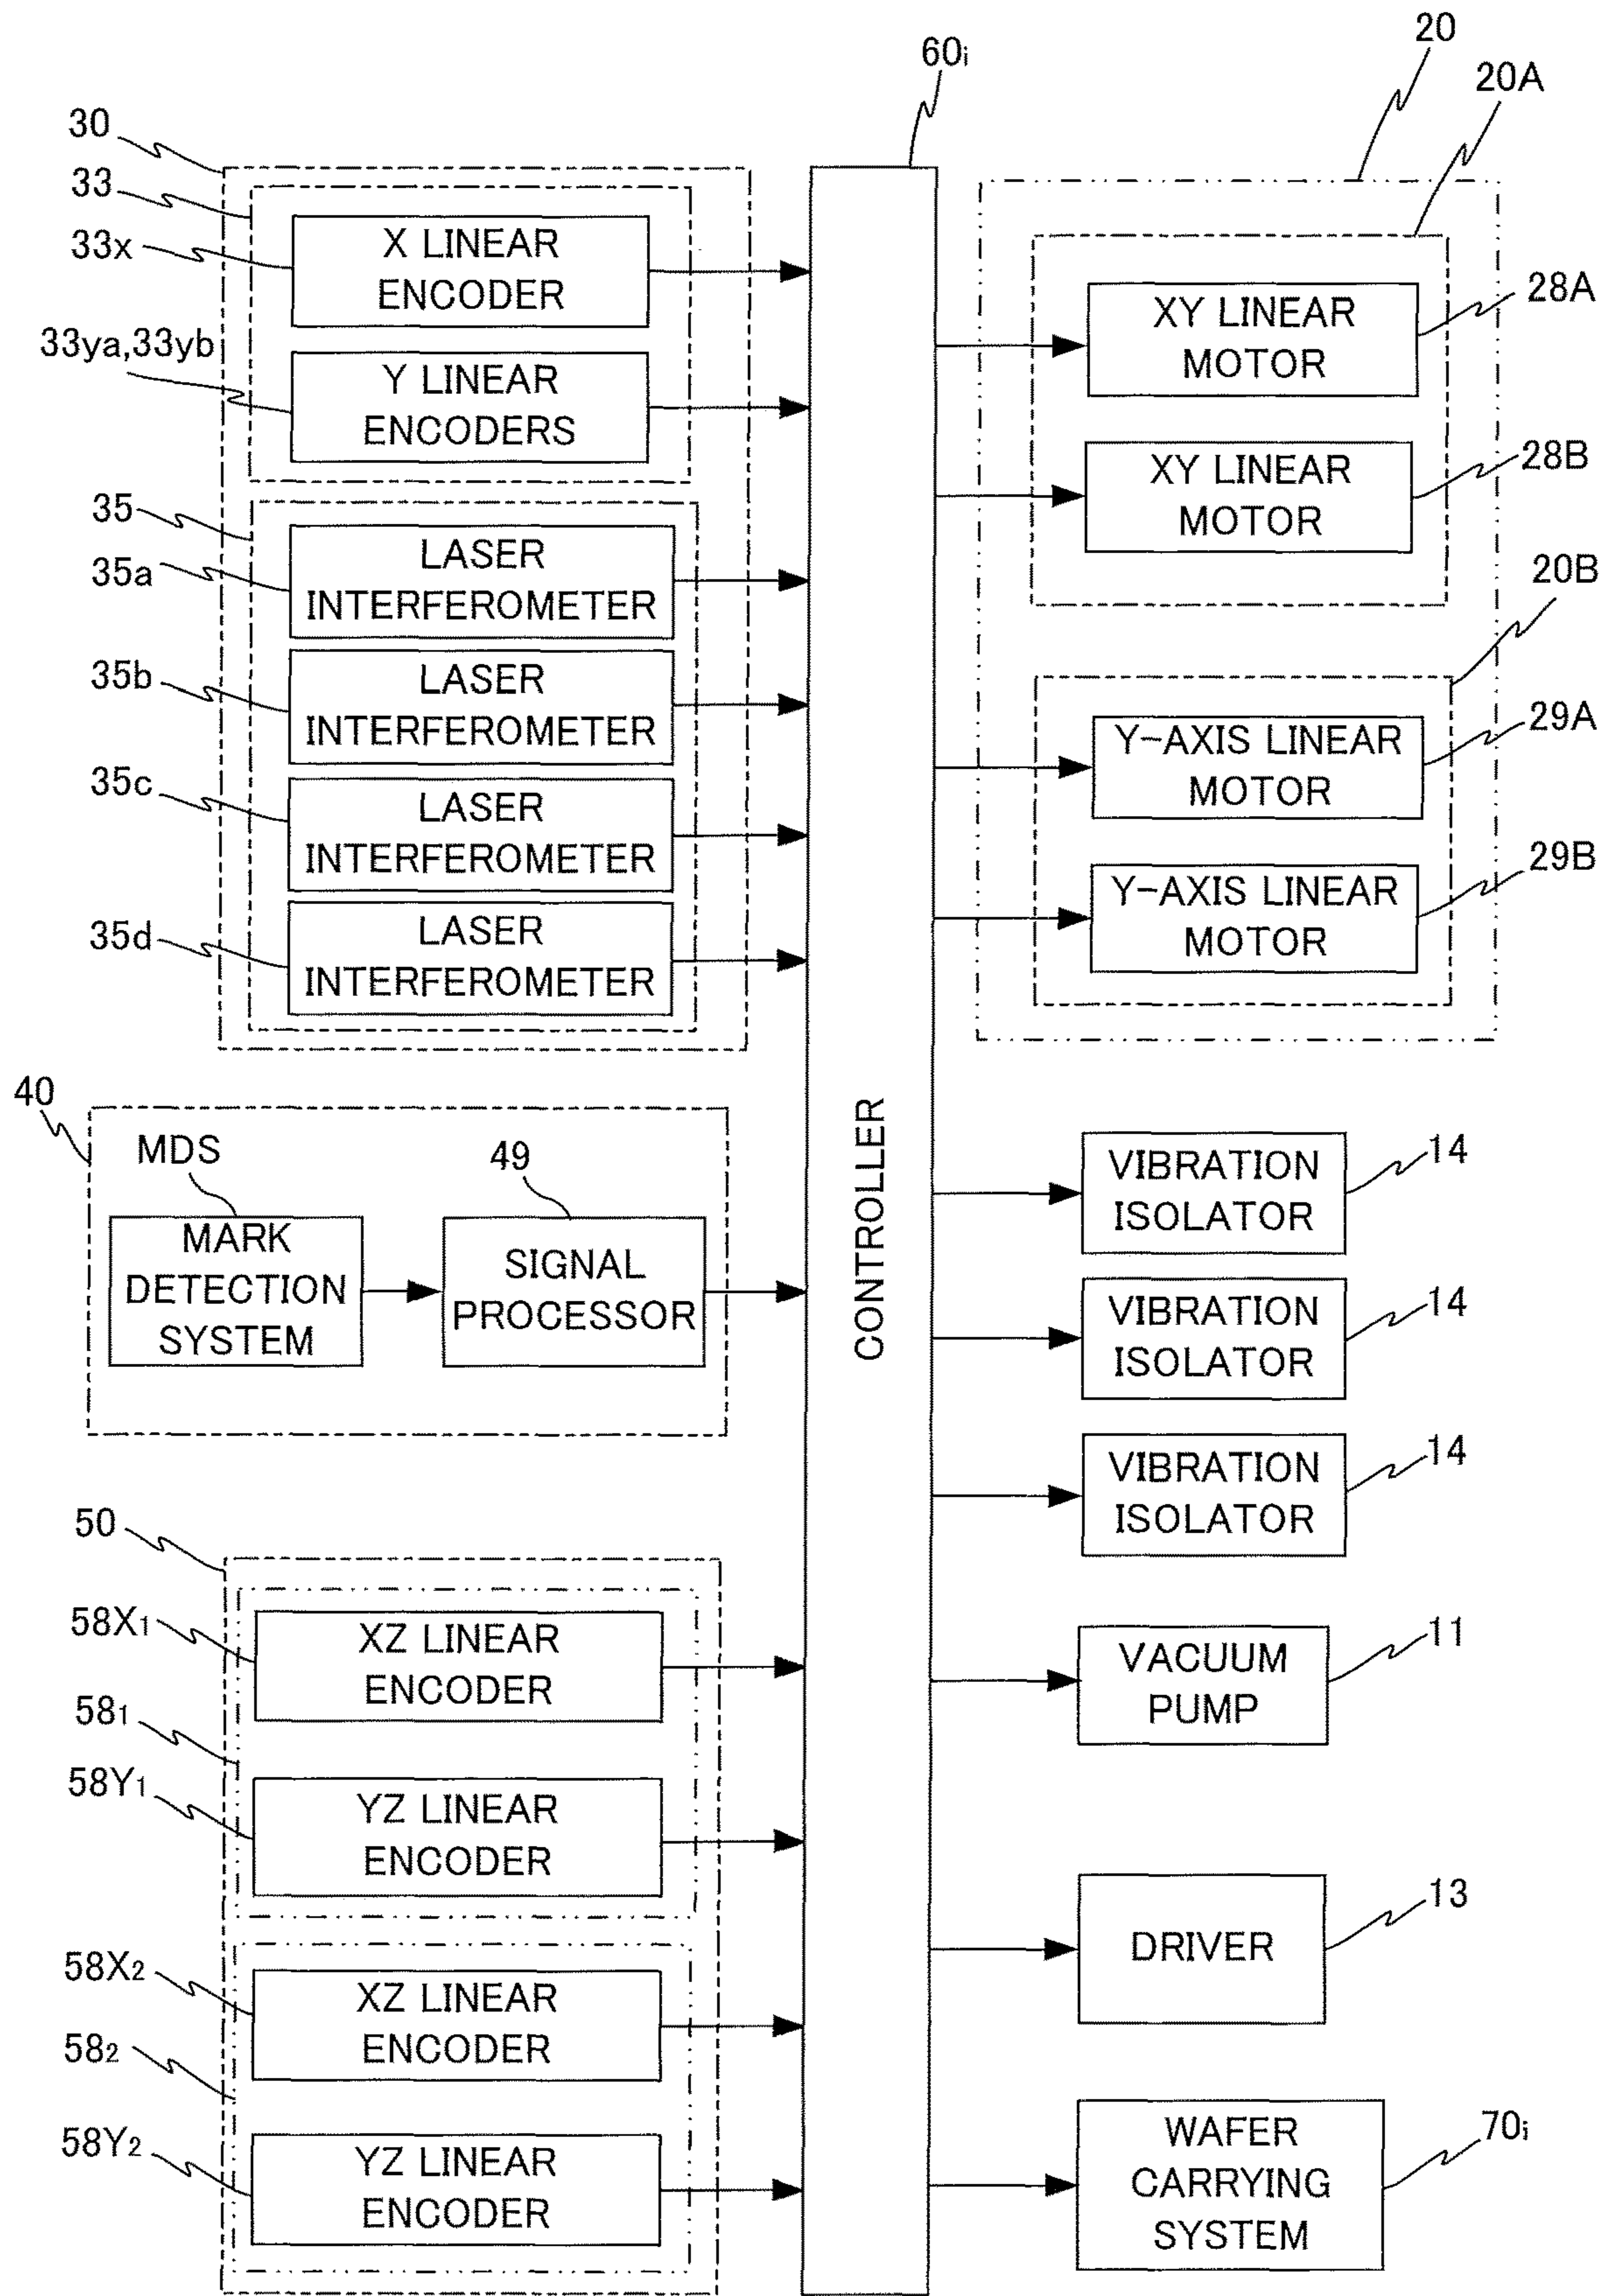 60i
20
20A
30
33
33x
X LINEAR
ENCODER
33ya,33yb
Y LINEAR
ENCODERS
35
35a
LASER
INTERFEROMETER
35b
LASER
INTERFEROMETER
35c
LASER
INTERFEROMETER
35d
LASER
INTERFEROMETER
40
MDS
MARK
DETECTION
SYSTEM
49
SIGNAL
PROCESSOR
50
58X1
XZ LINEAR
ENCODER
581
58Y1
YZ LINEAR
ENCODER
58X2
XZ LINEAR
ENCODER
582
58Y2
YZ LINEAR
ENCODER
CONTROLLER
XY LINEAR
MOTOR
28A
XY LINEAR
MOTOR
28B
20B
Y-AXIS LINEAR
MOTOR
29A
Y-AXIS LINEAR
MOTOR
29B
VIBRATION
ISOLATOR
14
VIBRATION
ISOLATOR
14
VIBRATION
ISOLATOR
14
VACUUM
PUMP
11
DRIVER
13
WAFER
CARRYING
SYSTEM
70i